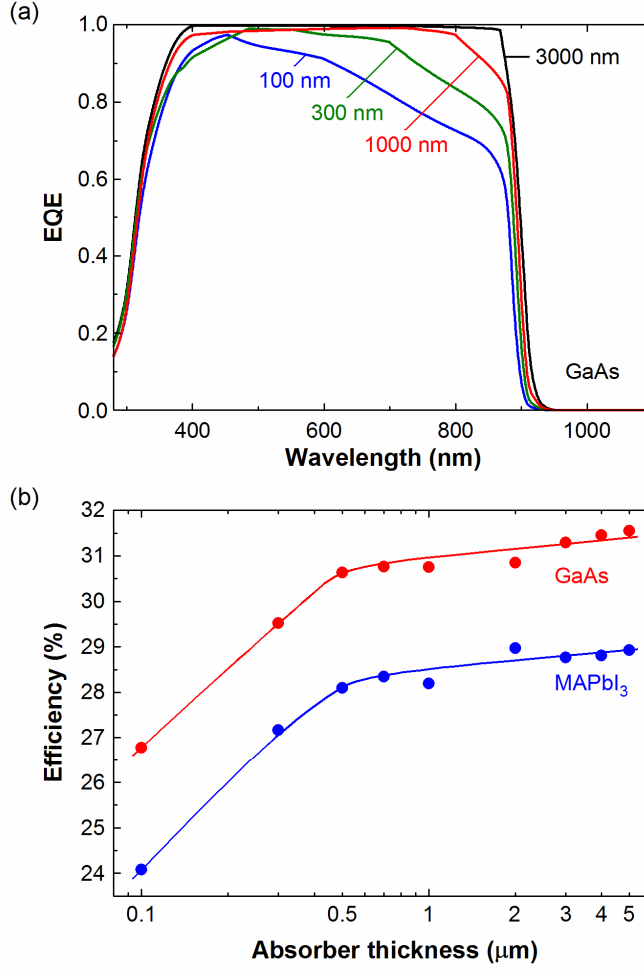 (a)
1.0
0.8
0.6
0.4
0.2
0.0
EQE
3000 nm
100 nm
300 nm
1000 nm
GaAs
400
600
800
1000
Wavelength (nm)
(b)
32
31
30
29
28
27
26
25
24
Efficiency (%)
GaAs
MAPbI₃
0.1
0.5
1
2
3
4
5
Absorber thickness (μm)